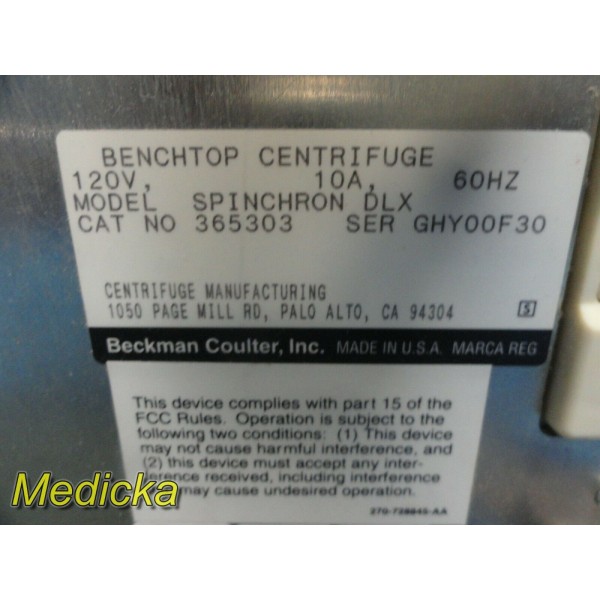 BENCHTOP CENTRIFUGE
120V, 10A, 60HZ
MODEL SPINCHRON DLX
CAT NO 365303 SER GHY00F30
CENTRIFUGE MANUFACTURING
1050 PAGE MILL RD, PALO ALTO, CA 94304
S
Beckman Coulter, Inc. MADE IN U.S.A. MARCA REG
This device complies with part 15 of the
FCC Rules. Operation is subject to the
following two conditions: (1) This device
may not cause harmful interference, and
(2) this device must accept any inter-
ference received, including interference
may cause undesired operation.
Medicka